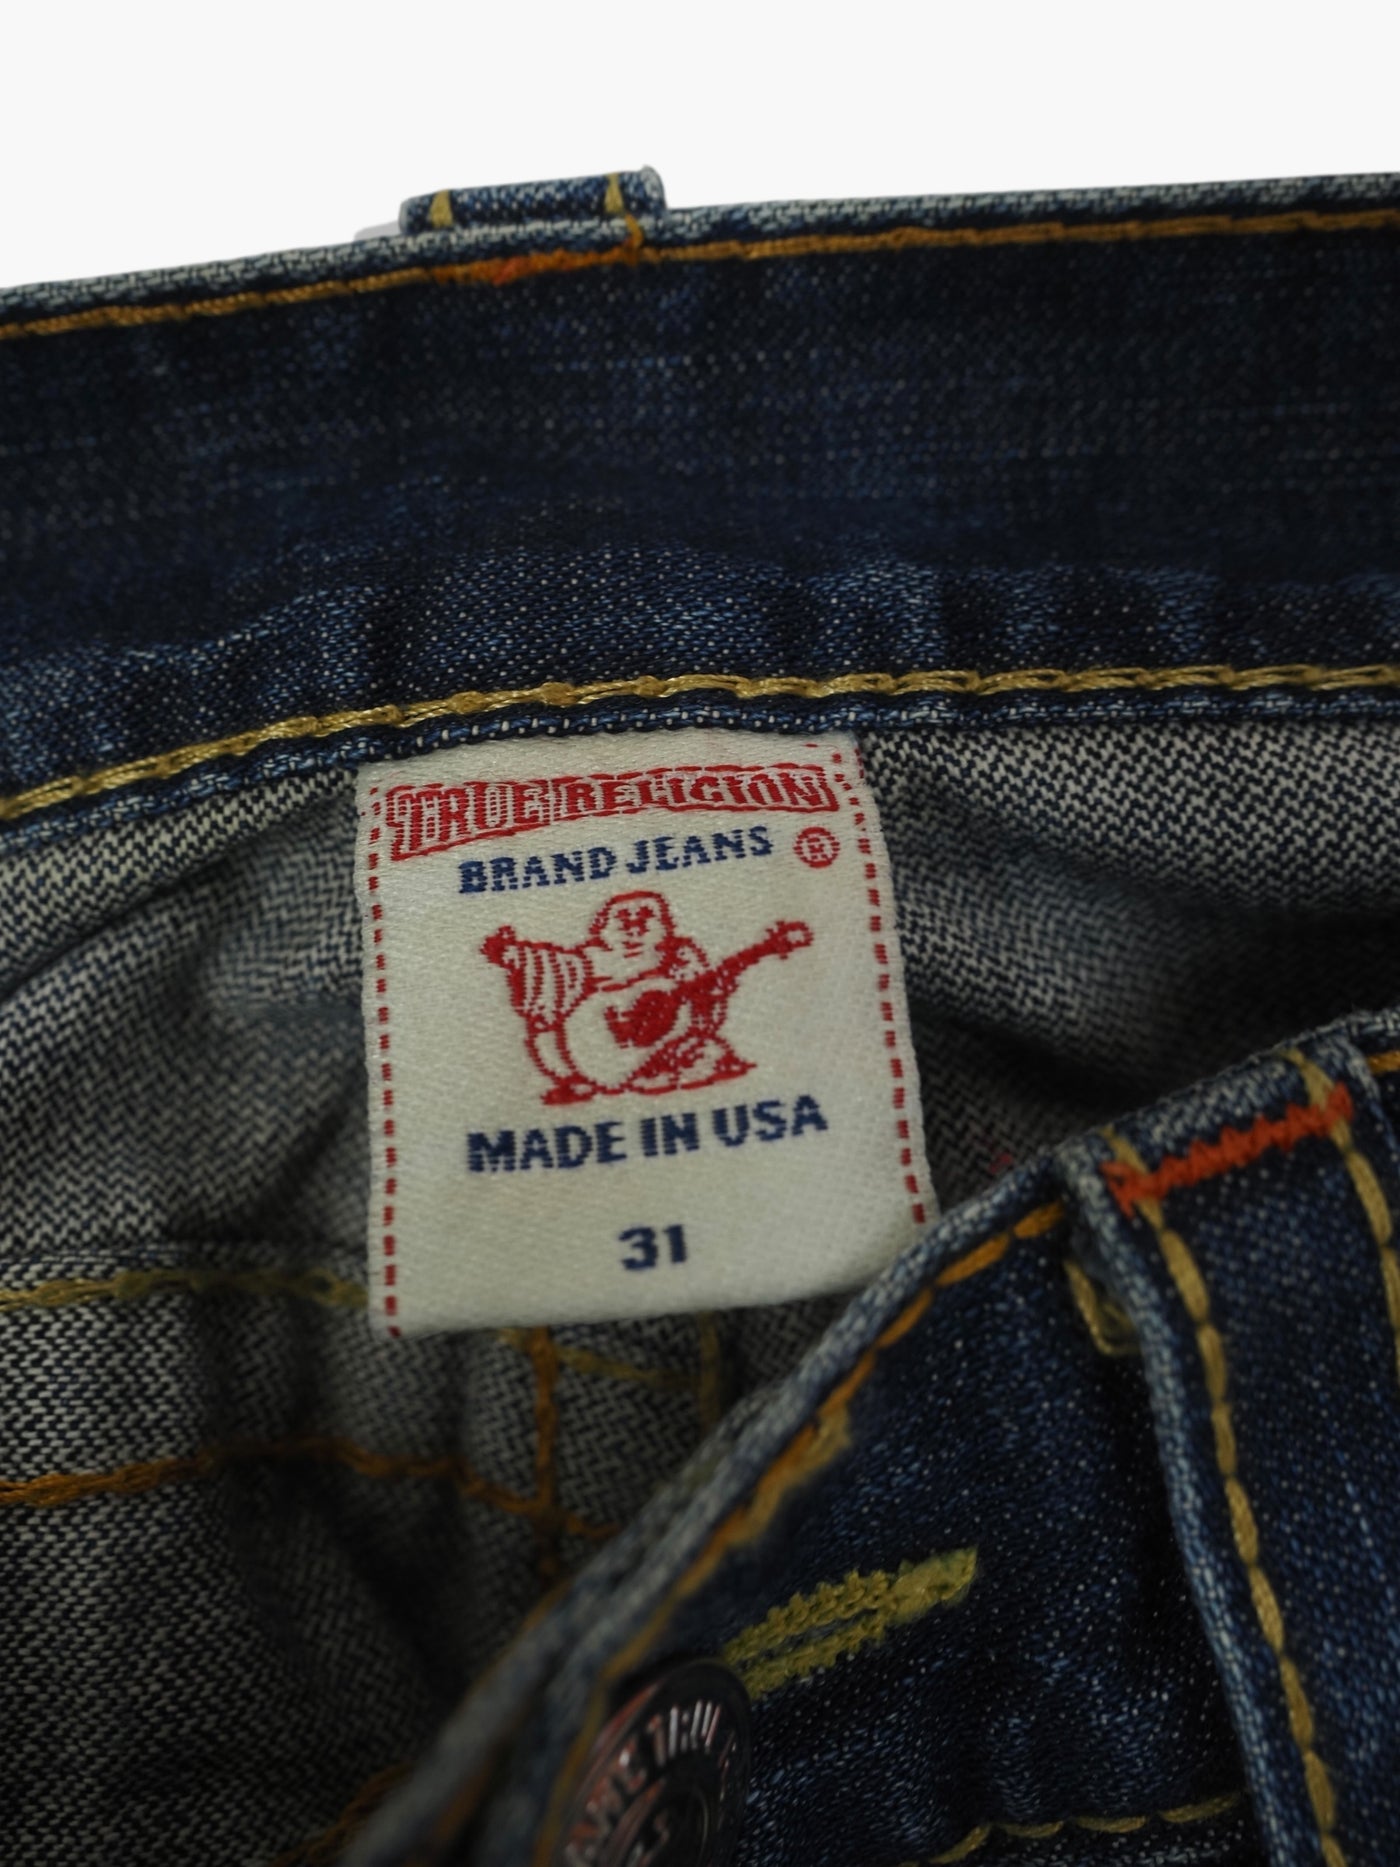 TRUE RELIGION
BRAND JEANS ®
MADE IN USA
31